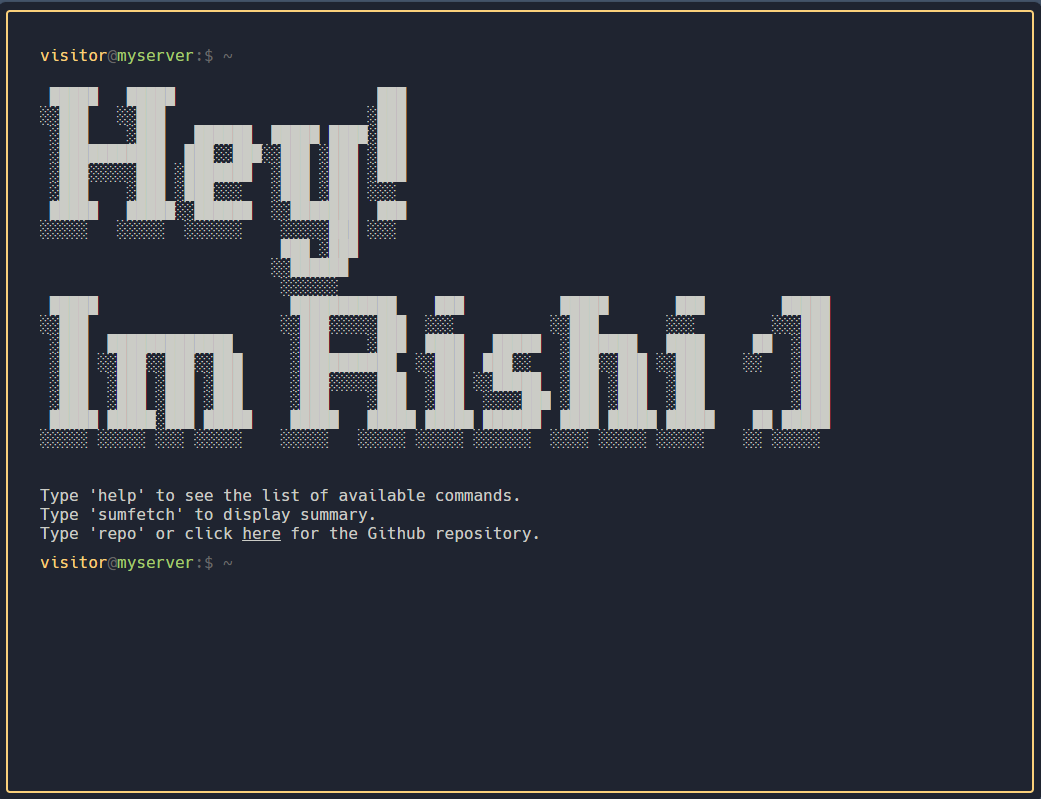 visitor@myserver:$ ~
Hey!
Im Rishi :]
Type 'help' to see the list of available commands.
Type 'sumfetch' to display summary.
Type 'repo' or click here for the Github repository.
visitor@myserver:$ ~